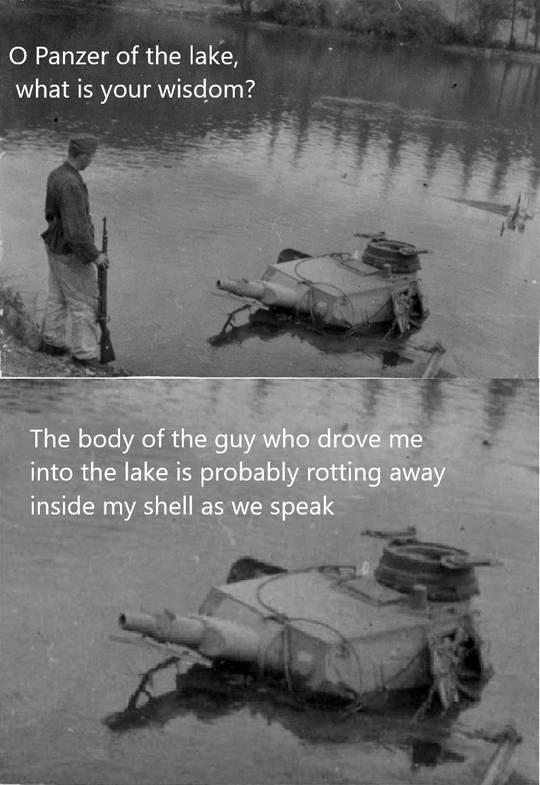 O Panzer of the lake,
what is your wisdom?
The body of the guy who drove me
into the lake is probably rotting away
inside my shell as we speak